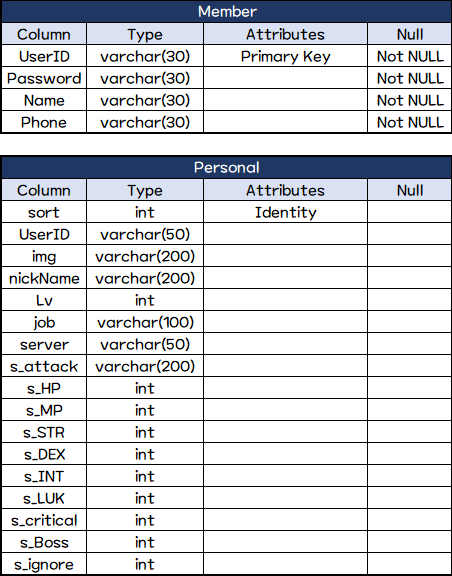 Member
Column Type Attributes Null
UserID varchar(30) Primary Key Not NULL
Password varchar(30) Not NULL
Name varchar(30) Not NULL
Phone varchar(30) Not NULL
Personal
Column Type Attributes Null
sort int Identity
UserID varchar(50)
img varchar(200)
nickName varchar(200)
Lv int
job varchar(100)
server varchar(50)
s_attack varchar(200)
s_HP int
s_MP int
s_STR int
s_DEX int
s_INT int
s_LUK int
s_critical int
s_Boss int
s_ignore int